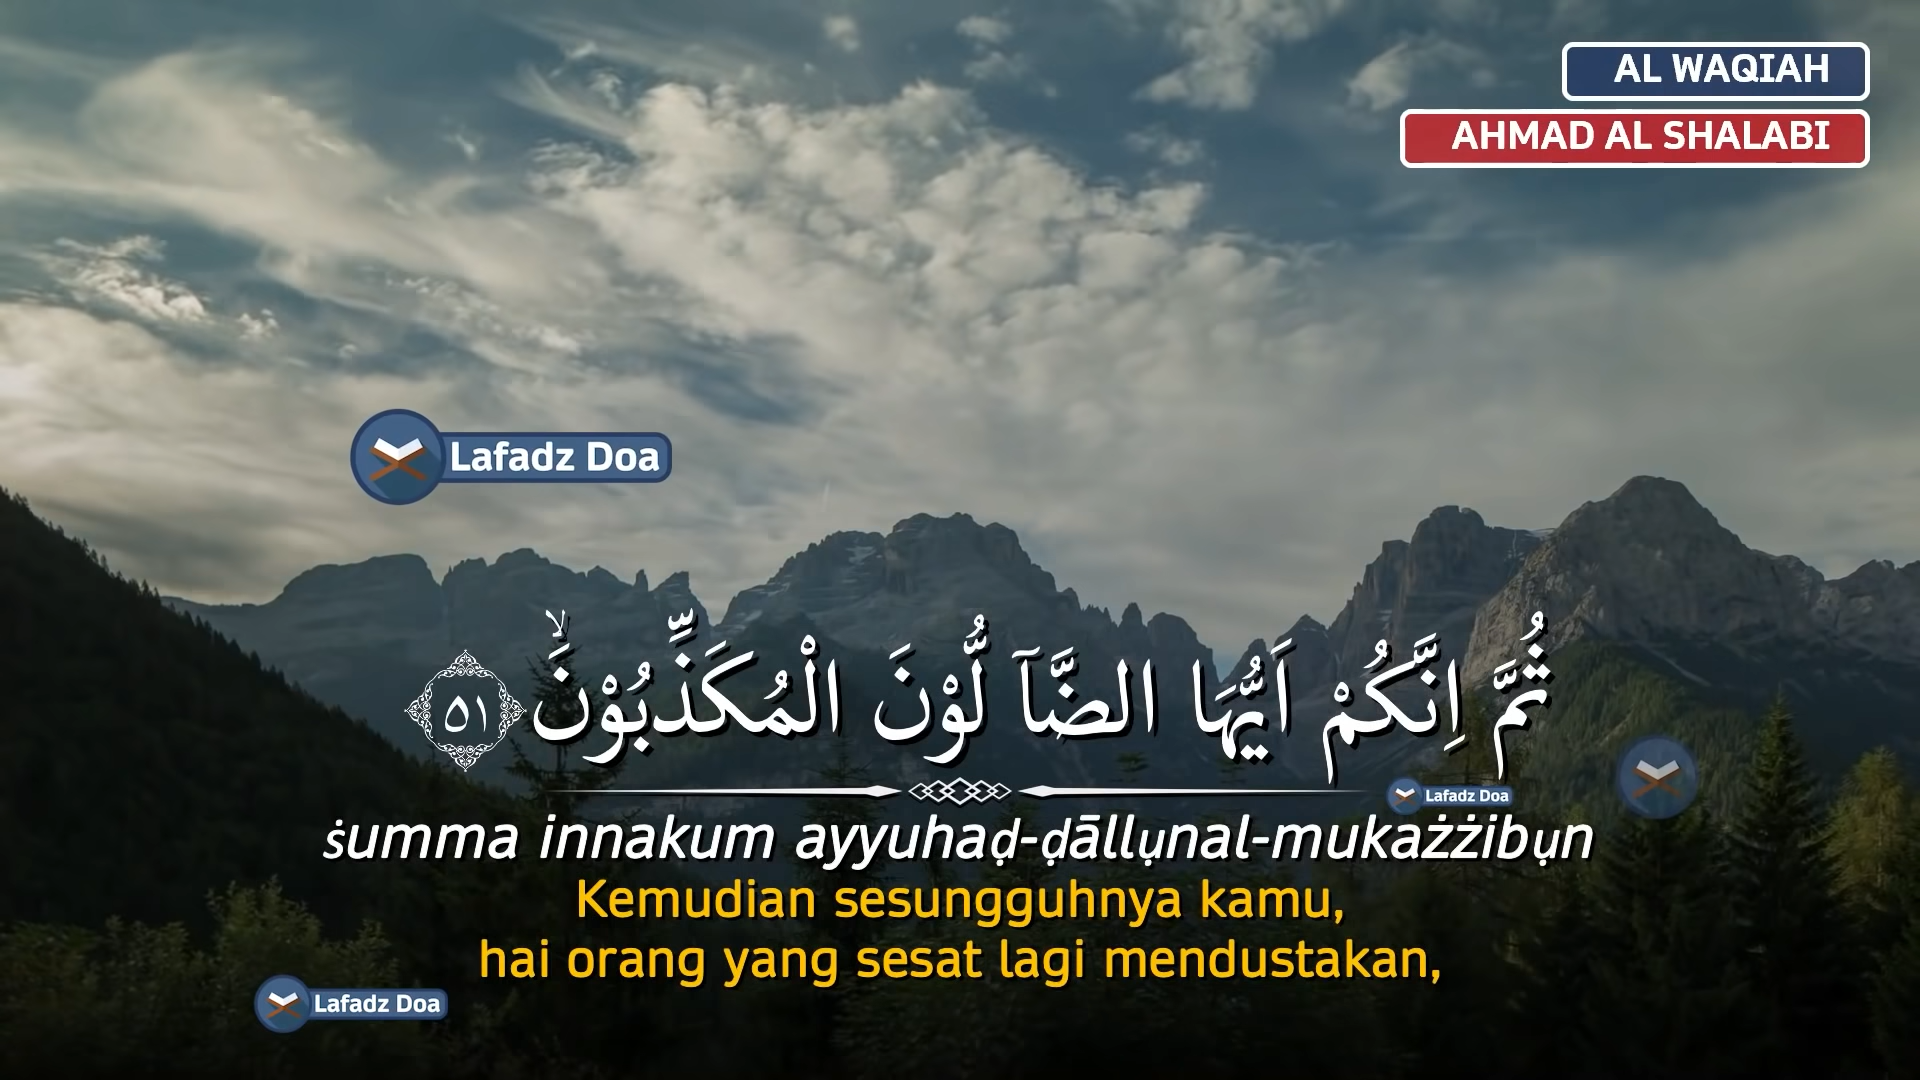 AL WAQIAH
AHMAD AL SHALABI
Lafadz Doa
ثُمَّ اِنَّكُمْ اَيُّهَا الضَّاۤ لُّوْنَ الْمُكَذِّبُوْنَۙ ٥١
Lafadz Doa
ṡumma innakum ayyuhaḍ-ḍāllụnal-mukażżibụn
Kemudian sesungguhnya kamu,
hai orang yang sesat lagi mendustakan,
Lafadz Doa